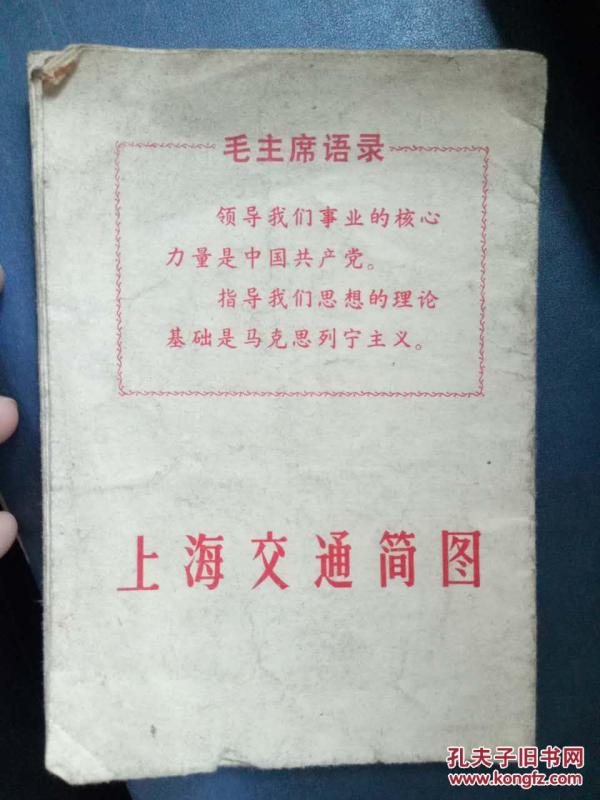 毛主席语录
领导我们事业的核心
力量是中国共产党。
指导我们思想的理论
基础是马克思列宁主义。
上海交通简图
孔夫子旧书网
www.kongfz.com